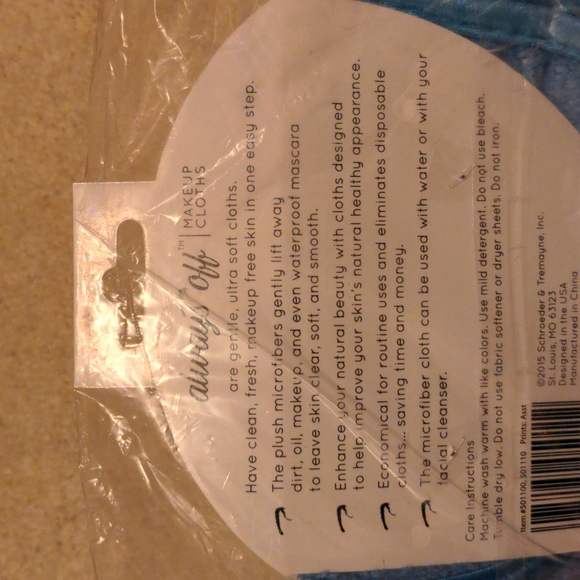 always off™ | MAKEUP CLOTHS
are gentle, ultra soft cloths.
Have clean, fresh, makeup free skin in one easy step.
The plush microfibers gently lift away
dirt, oil, makeup, and even waterproof mascara
to leave skin clear, soft, and smooth.
Enhance your natural beauty with cloths designed
to help improve your skin's natural healthy appearance.
Economical for routine uses and eliminates disposable
cloths... saving time and money.
The microfiber cloth can be used with water or with your
facial cleanser.
Care Instructions
Machine wash warm with like colors. Use mild detergent. Do not use bleach.
Tumble dry low. Do not use fabric softener or dryer sheets. Do not iron.
Item #501100, 501110 Prints: Asst
©2015 Schroeder & Tremayne, Inc.
St. Louis, MO 63123
Designed in the USA
Manufactured in China